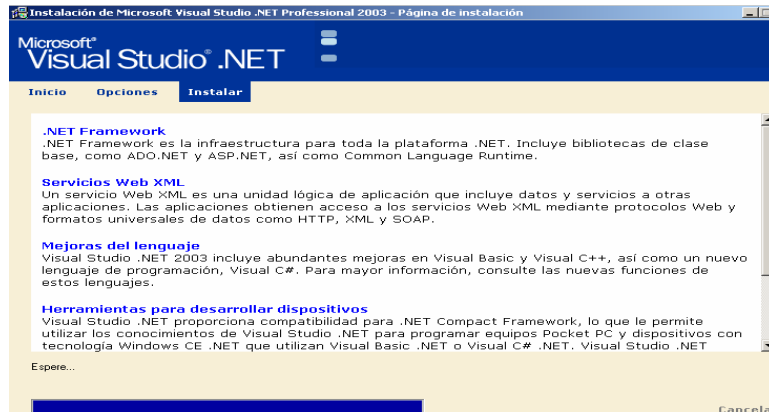 Instalación de Microsoft Visual Studio .NET Professional 2003 - Página de instalación
Microsoft®
Visual Studio® .NET
Inicio Opciones Instalar
.NET Framework
.NET Framework es la infraestructura para toda la plataforma .NET. Incluye bibliotecas de clase
base, como ADO.NET y ASP.NET, así como Common Language Runtime.
Servicios Web XML
Un servicio Web XML es una unidad lógica de aplicación que incluye datos y servicios a otras
aplicaciones. Las aplicaciones obtienen acceso a los servicios Web XML mediante protocolos Web y
formatos universales de datos como HTTP, XML y SOAP.
Mejoras del lenguaje
Visual Studio .NET 2003 incluye abundantes mejoras en Visual Basic y Visual C++, así como un nuevo
lenguaje de programación, Visual C#. Para mayor información, consulte las nuevas funciones de
estos lenguajes.
Herramientas para desarrollar dispositivos
Visual Studio .NET proporciona compatibilidad para .NET Compact Framework, lo que le permite
utilizar los conocimientos de Visual Studio .NET para programar equipos Pocket PC y dispositivos con
tecnología Windows CE .NET que utilizan Visual Basic .NET o Visual C# .NET. Visual Studio .NET
Espere...
Cancela